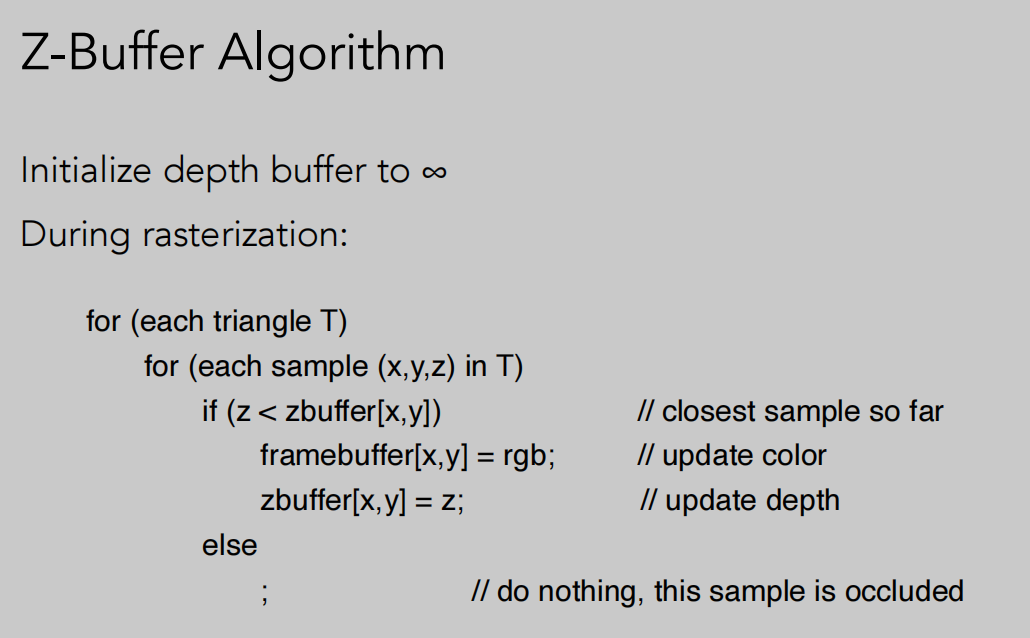 Z-Buffer Algorithm
Initialize depth buffer to ∞
During rasterization:
for (each triangle T)
for (each sample (x,y,z) in T)
if (z < zbuffer[x,y]) // closest sample so far
framebuffer[x,y] = rgb; // update color
zbuffer[x,y] = z; // update depth
else
; // do nothing, this sample is occluded